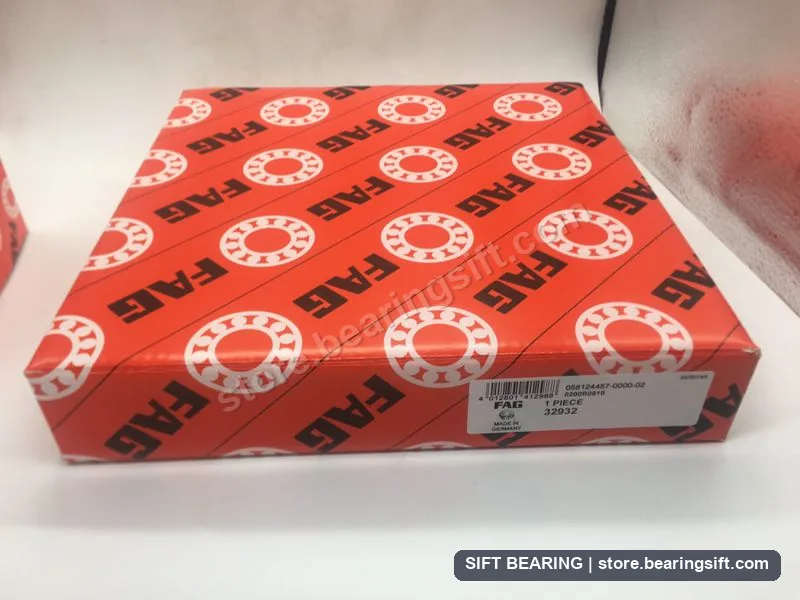 FAG FAG FAG
FAG FAG FAG
FAG FAG FAG FAG
store.bearingsift.com
FAG FAG
4 012801 412966
058124457-0000-02
0200R0810
FAG 1 PIECE
32932
MADE IN
GERMANY
SIFT BEARING | store.bearingsift.com